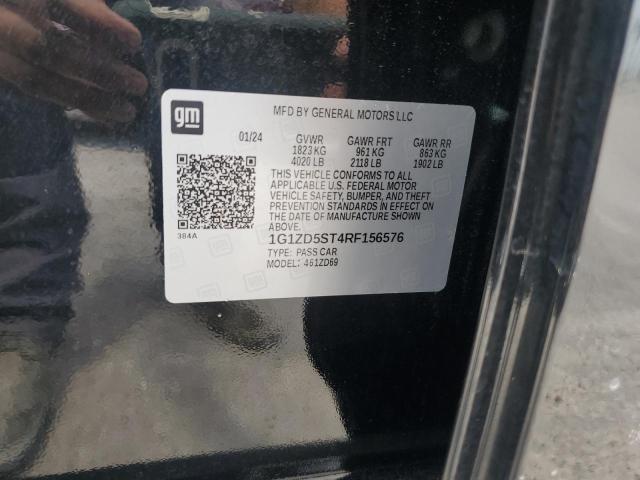 gm
MFD BY GENERAL MOTORS LLC
01/24 GVWR GAWR FRT GAWR RR
1823 KG 961 KG 863 KG
4020 LB 2118 LB 1902 LB
THIS VEHICLE CONFORMS TO ALL
APPLICABLE U.S. FEDERAL MOTOR
VEHICLE SAFETY, BUMPER, AND THEFT
PREVENTION STANDARDS IN EFFECT ON
THE DATE OF MANUFACTURE SHOWN
ABOVE.
384A
1G1ZD5ST4RF156576
TYPE: PASS CAR
MODEL: 461ZD69